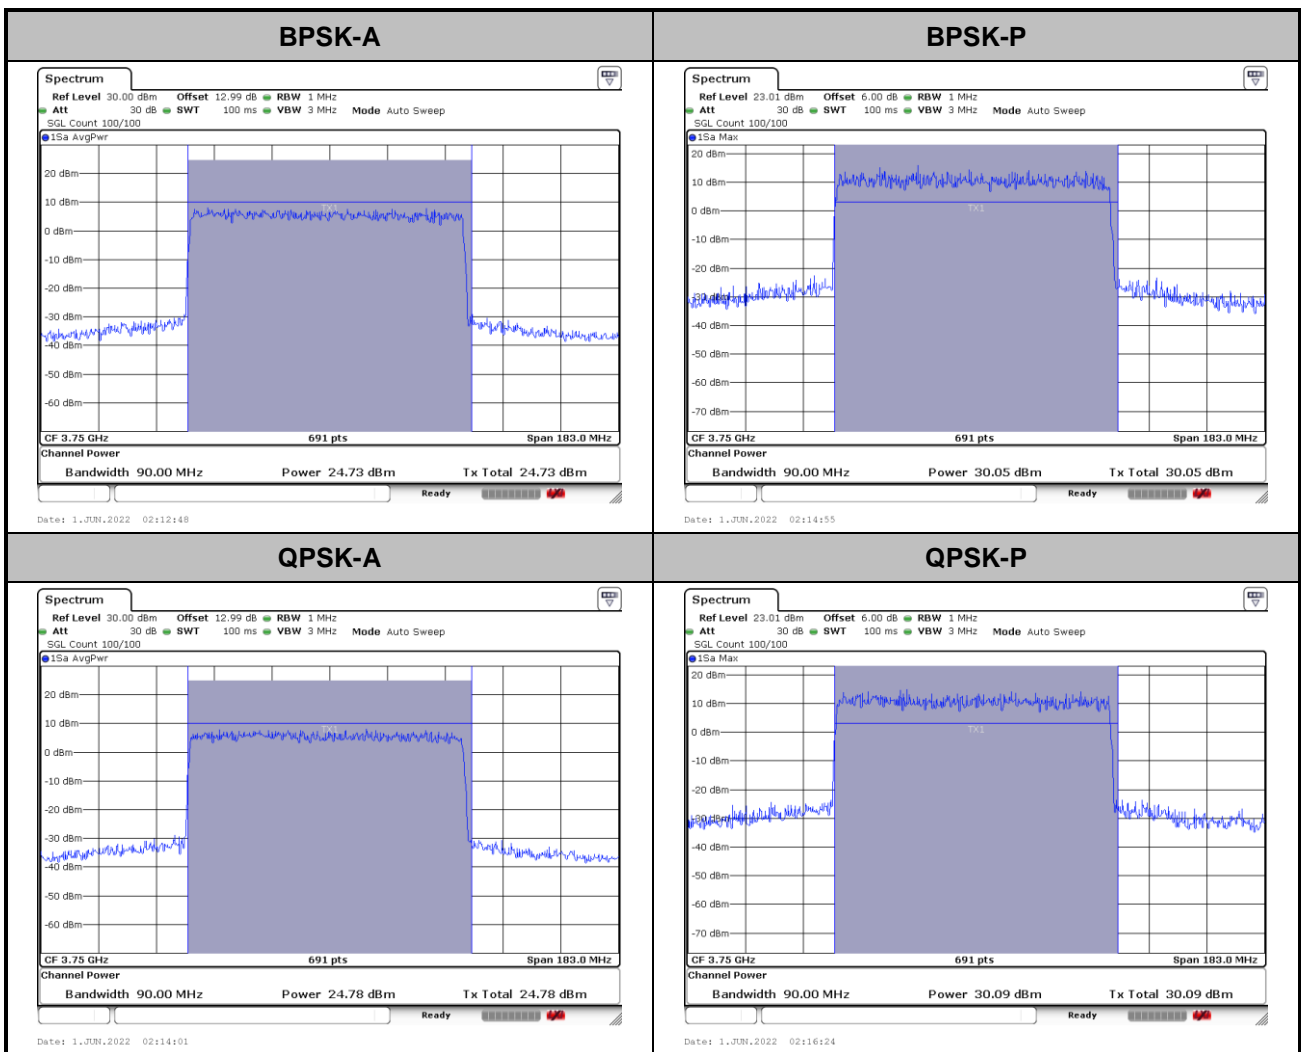 BPSK-A
BPSK-P
Spectrum
Ref Level 30.00 dBm Offset 12.99 dB RBW 1 MHz
Att 30 dB SWT 100 ms VBW 3 MHz Mode Auto Sweep
SGL Count 100/100
1Sa AvgPwr
20 dBm
10 dBm
TX1
0 dBm
-10 dBm
-20 dBm
-30 dBm
-40 dBm
-50 dBm
-60 dBm
CF 3.75 GHz 691 pts Span 183.0 MHz
Channel Power
Bandwidth 90.00 MHz Power 24.73 dBm Tx Total 24.73 dBm
Ready
Date: 1.JUN.2022 02:12:48
Spectrum
Ref Level 23.01 dBm Offset 6.00 dB RBW 1 MHz
Att 30 dB SWT 100 ms VBW 3 MHz Mode Auto Sweep
SGL Count 100/100
1Sa Max
20 dBm
10 dBm
TX1
0 dBm
-10 dBm
-20 dBm
-30 dBm
-40 dBm
-50 dBm
-60 dBm
-70 dBm
CF 3.75 GHz 691 pts Span 183.0 MHz
Channel Power
Bandwidth 90.00 MHz Power 30.05 dBm Tx Total 30.05 dBm
Ready
Date: 1.JUN.2022 02:14:55
QPSK-A
QPSK-P
Spectrum
Ref Level 30.00 dBm Offset 12.99 dB RBW 1 MHz
Att 30 dB SWT 100 ms VBW 3 MHz Mode Auto Sweep
SGL Count 100/100
1Sa AvgPwr
20 dBm
10 dBm
TX1
0 dBm
-10 dBm
-20 dBm
-30 dBm
-40 dBm
-50 dBm
-60 dBm
CF 3.75 GHz 691 pts Span 183.0 MHz
Channel Power
Bandwidth 90.00 MHz Power 24.78 dBm Tx Total 24.78 dBm
Ready
Date: 1.JUN.2022 02:14:01
Spectrum
Ref Level 23.01 dBm Offset 6.00 dB RBW 1 MHz
Att 30 dB SWT 100 ms VBW 3 MHz Mode Auto Sweep
SGL Count 100/100
1Sa Max
20 dBm
10 dBm
TX1
0 dBm
-10 dBm
-20 dBm
-30 dBm
-40 dBm
-50 dBm
-60 dBm
-70 dBm
CF 3.75 GHz 691 pts Span 183.0 MHz
Channel Power
Bandwidth 90.00 MHz Power 30.09 dBm Tx Total 30.09 dBm
Ready
Date: 1.JUN.2022 02:16:24